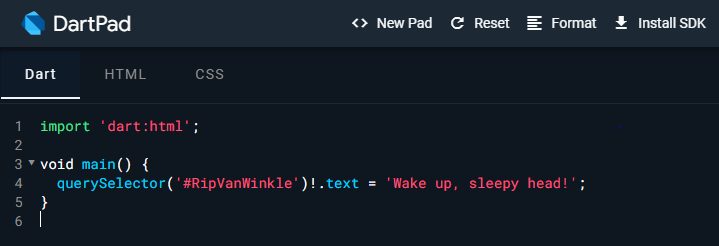 DartPad <> New Pad Reset Format Install SDK
Dart HTML CSS
1 import 'dart:html';
2
3 void main() {
4 querySelector('#RipVanWinkle')!.text = 'Wake up, sleepy head!';
5 }
6